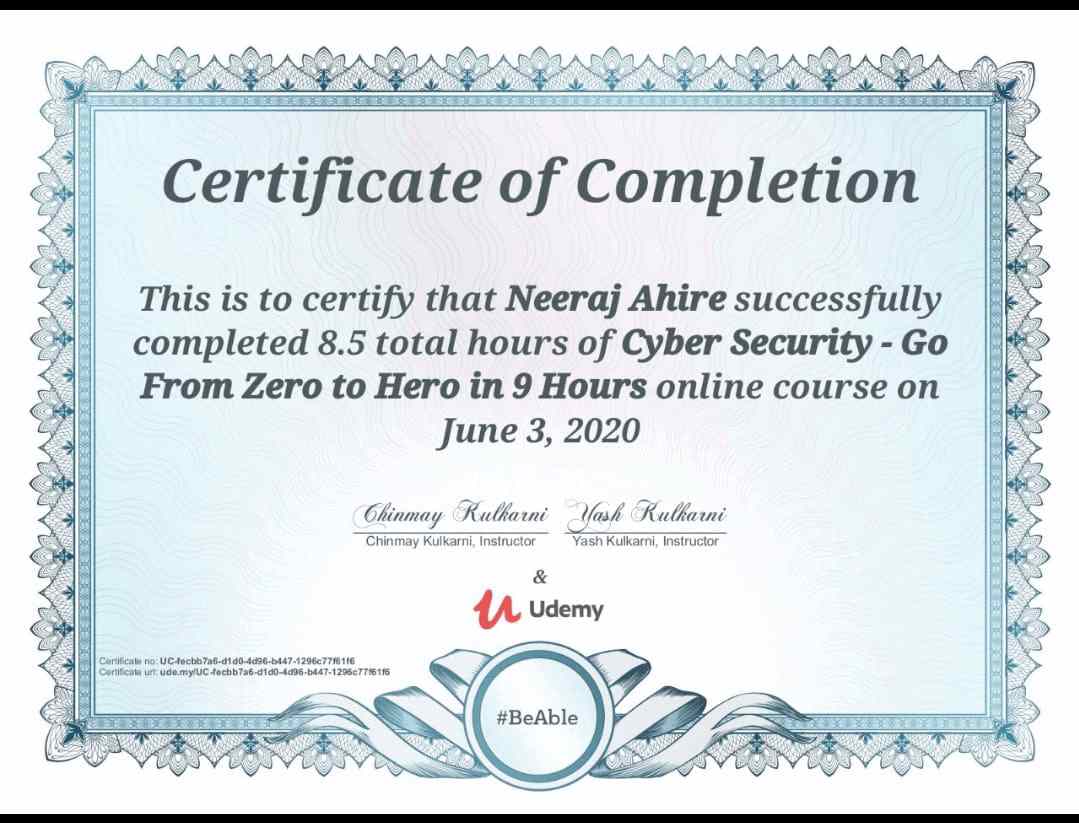 Certificate of Completion
This is to certify that Neeraj Ahire successfully
completed 8.5 total hours of Cyber Security - Go
From Zero to Hero in 9 Hours online course on
June 3, 2020
Chinmay Kulkarni Yash Kulkarni
Chinmay Kulkarni, Instructor Yash Kulkarni, Instructor
&
Udemy
Certificate no: UC-fecbb7a6-d1d0-4d96-b447-1296c77f61f6
Certificate url: ude.my/UC-fecbb7a6-d1d0-4d96-b447-1296c77f61f6
#BeAble